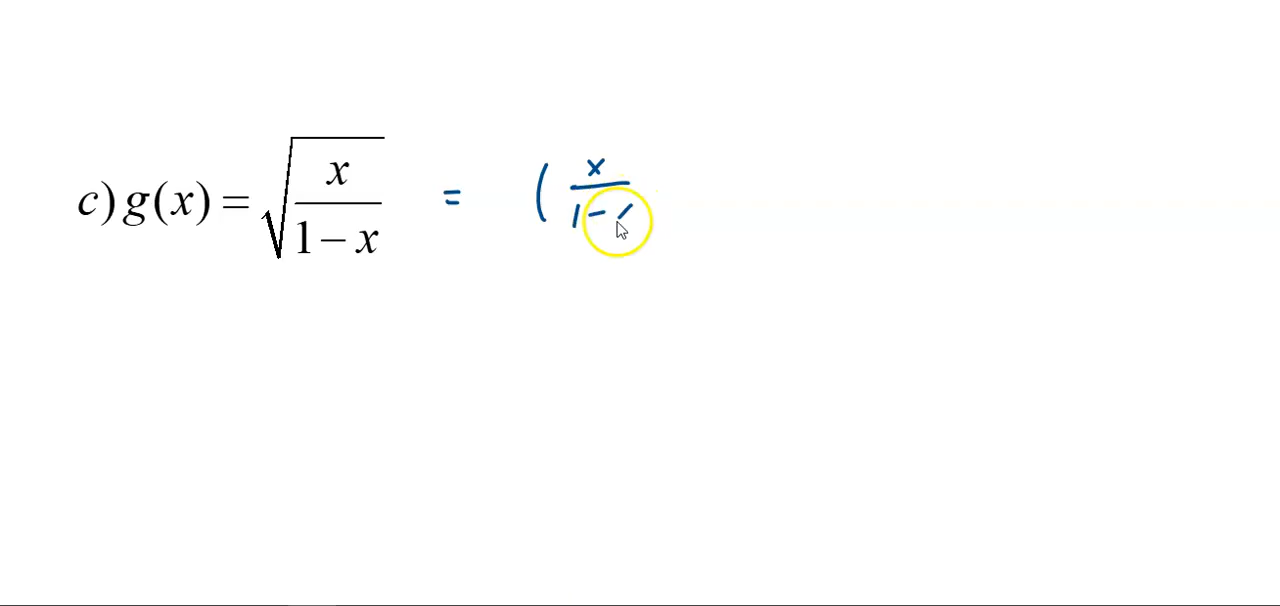 c) g(x) = √(x/(1 − x)) = ( x/(1 −